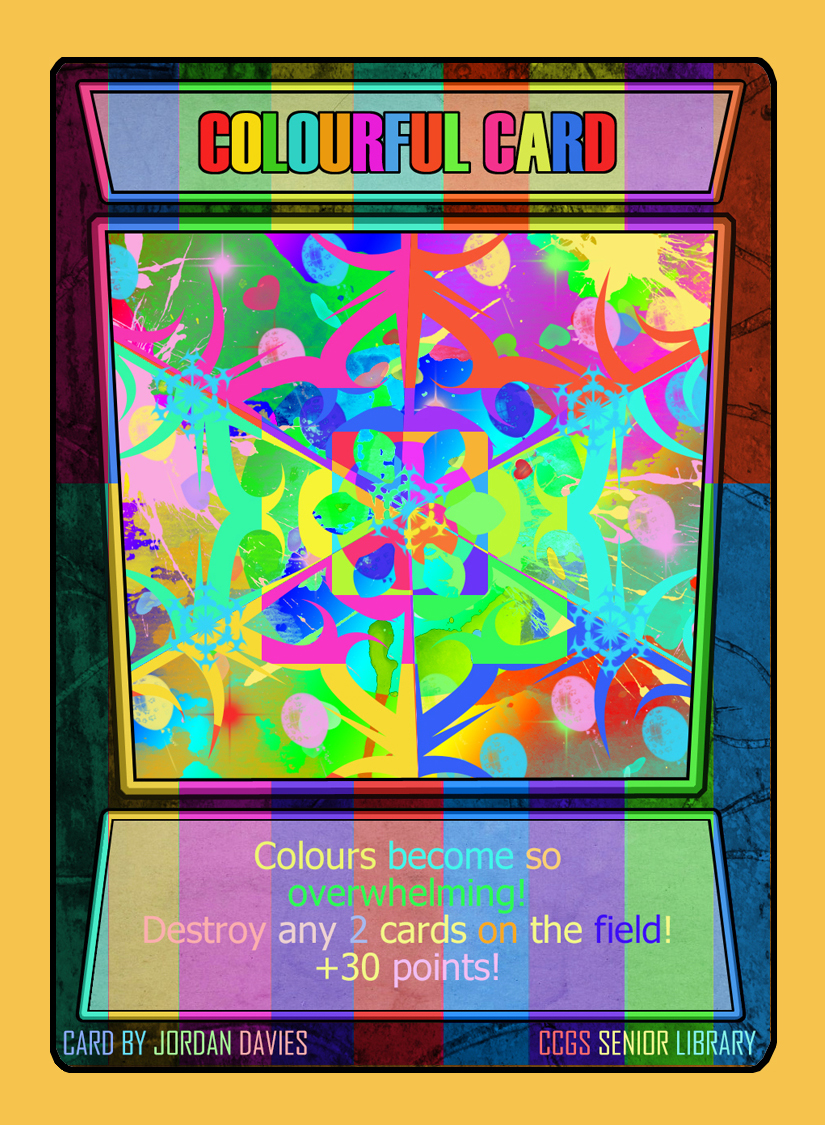 COLOURFUL CARD
Colours become so
overwhelming!
Destroy any 2 cards on the field!
+30 points!
CARD BY JORDAN DAVIES
CCGS SENIOR LIBRARY